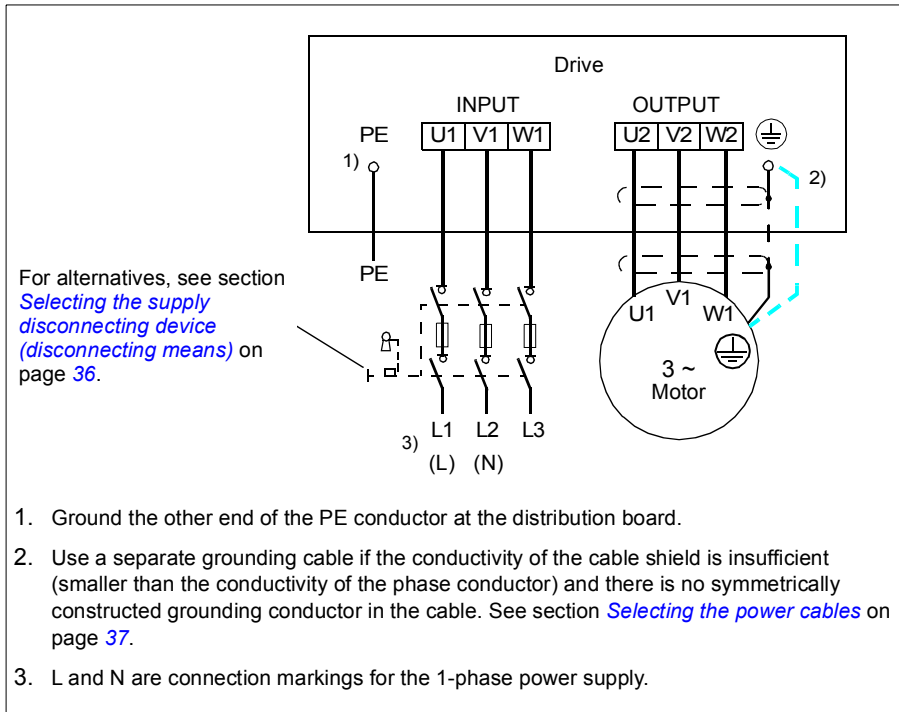 Drive
INPUT OUTPUT
PE U1 V1 W1 U2 V2 W2
1) 2)
PE
For alternatives, see section
Selecting the supply
disconnecting device
(disconnecting means) on
page 36.
U1 V1 W1
3 ~
Motor
3) L1 L2 L3
(L) (N)
1. Ground the other end of the PE conductor at the distribution board.
2. Use a separate grounding cable if the conductivity of the cable shield is insufficient
(smaller than the conductivity of the phase conductor) and there is no symmetrically
constructed grounding conductor in the cable. See section Selecting the power cables on
page 37.
3. L and N are connection markings for the 1-phase power supply.